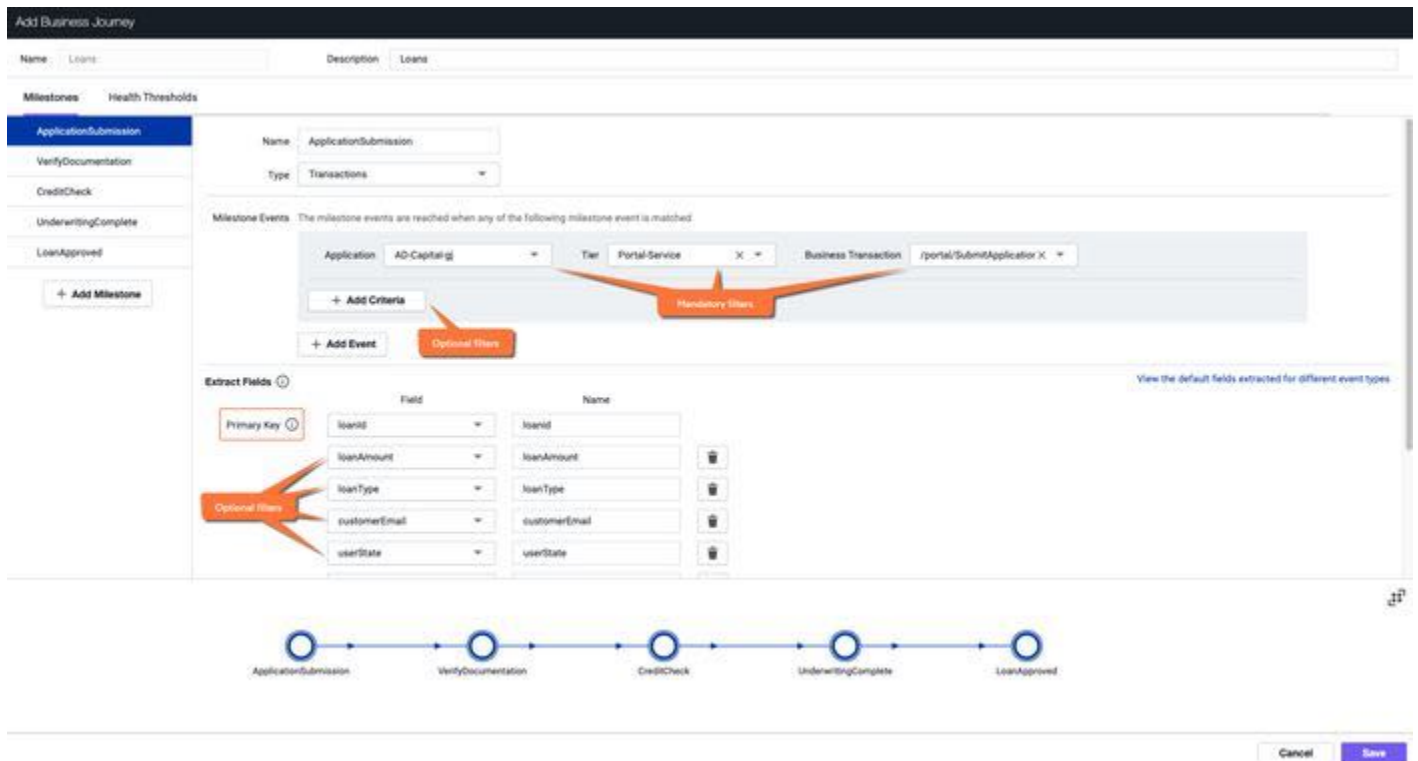 Add Business Journey
Name Loans Description Loans
Milestones Health Thresholds
ApplicationSubmission
VerifyDocumentation
CreditCheck
UnderwritingComplete
LoanApproved
+ Add Milestone
Name ApplicationSubmission
Type Transactions
Milestone Events The milestone events are reached when any of the following milestone event is matched
Application AD-Capital-gj Tier Portal-Service X Business Transaction /portal/SubmitApplication X
+ Add Criteria
Mandatory filters
+ Add Event
Optional filters
Extract Fields
View the default fields extracted for different event types
Field Name
Primary Key loanId loanId
loanAmount loanAmount
loanType loanType
Optional filters
customerEmail customerEmail
userState userState
ApplicationSubmission VerifyDocumentation CreditCheck UnderwritingComplete LoanApproved
Cancel Save